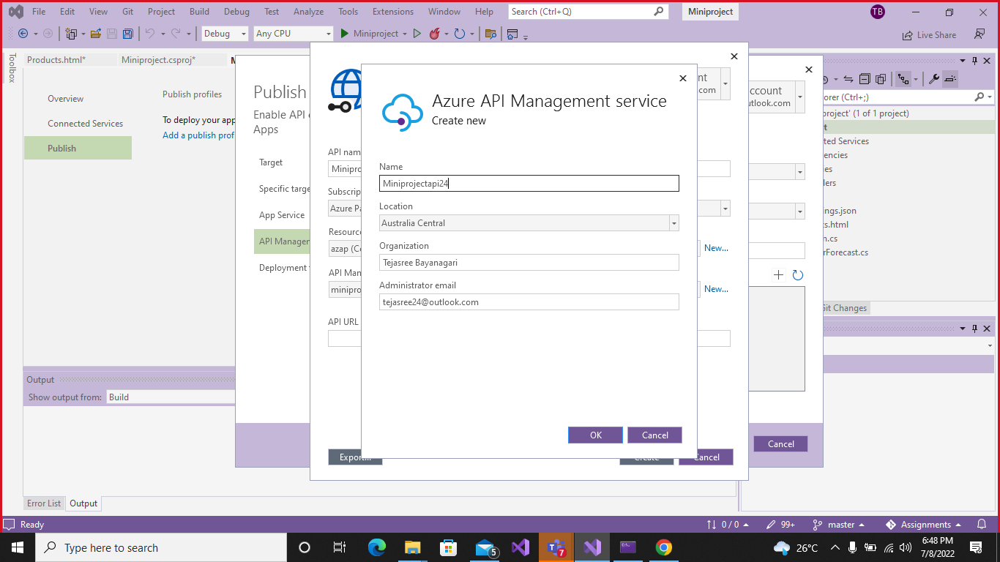 File Edit View Git Project Build Debug Test Analyze Tools Extensions Window Help Search (Ctrl+Q) Miniproject TB
Debug Any CPU Miniproject Live Share
Toolbox
Products.html* Miniproject.csproj*
Overview
Connected Services
Publish
Publish profiles
To deploy your app
Add a publish prof
Publish
Enable API
Apps
Target
Specific targe
App Service
API Managem
Deployment
API nam
Minipro
Subscrip
Azure Pa
Resource
azap (Ce
New...
API Man
minipro
New...
API URL
Export...
Create
Cancel
Azure API Management service
Create new
Name
Miniprojectapi24
Location
Australia Central
Organization
Tejasree Bayanagari
Administrator email
tejasree24@outlook.com
OK Cancel
nt
com
ccount
utlook.com
Cancel
orer (Ctrl+;)
project' (1 of 1 project)
t
ted Services
encies
es
ers
ngs.json
s.html
n.cs
rForecast.cs
Git Changes
Output
Show output from: Build
Error List Output
Ready 0 / 0 99+ master Assignments
Type here to search 5 7 26°C 6:48 PM
7/8/2022